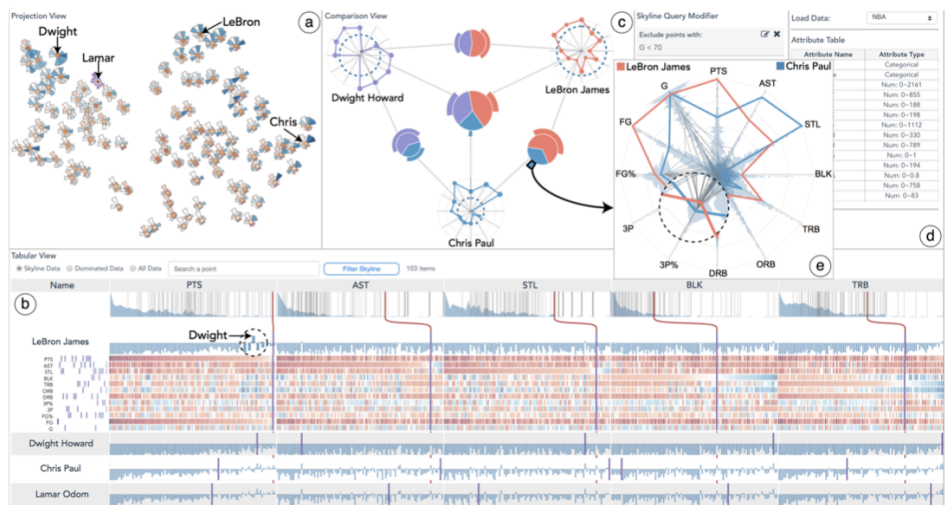 Projection View
Dwight
LeBron
Lamar
Chris
a
Comparison View
Dwight Howard
LeBron James
Chris Paul
c
Skyline Query Modifier
Exclude points with:
G < 70
Load Data:
NBA
Attribute Table
Attribute Name
Attribute Type
Categorical
Categorical
Num: 0~2161
Num: 0~855
Num: 0~188
Num: 0~198
Num: 0~1112
Num: 0~330
Num: 0~789
Num: 0~1
Num: 0~194
Num: 0~0.8
Num: 0~758
Num: 0~83
d
LeBron James
Chris Paul
PTS
AST
STL
BLK
TRB
ORB
DRB
3P%
3P
FG%
FG
G
e
Tabular View
Skyline Data
Dominated Data
All Data
Search a point
Filter Skyline
103 items
Name
PTS
AST
STL
BLK
TRB
b
Dwight
LeBron James
PTS
AST
STL
BLK
TRB
ORB
DRB
3P%
3P
FG%
FG
G
Dwight Howard
Chris Paul
Lamar Odom